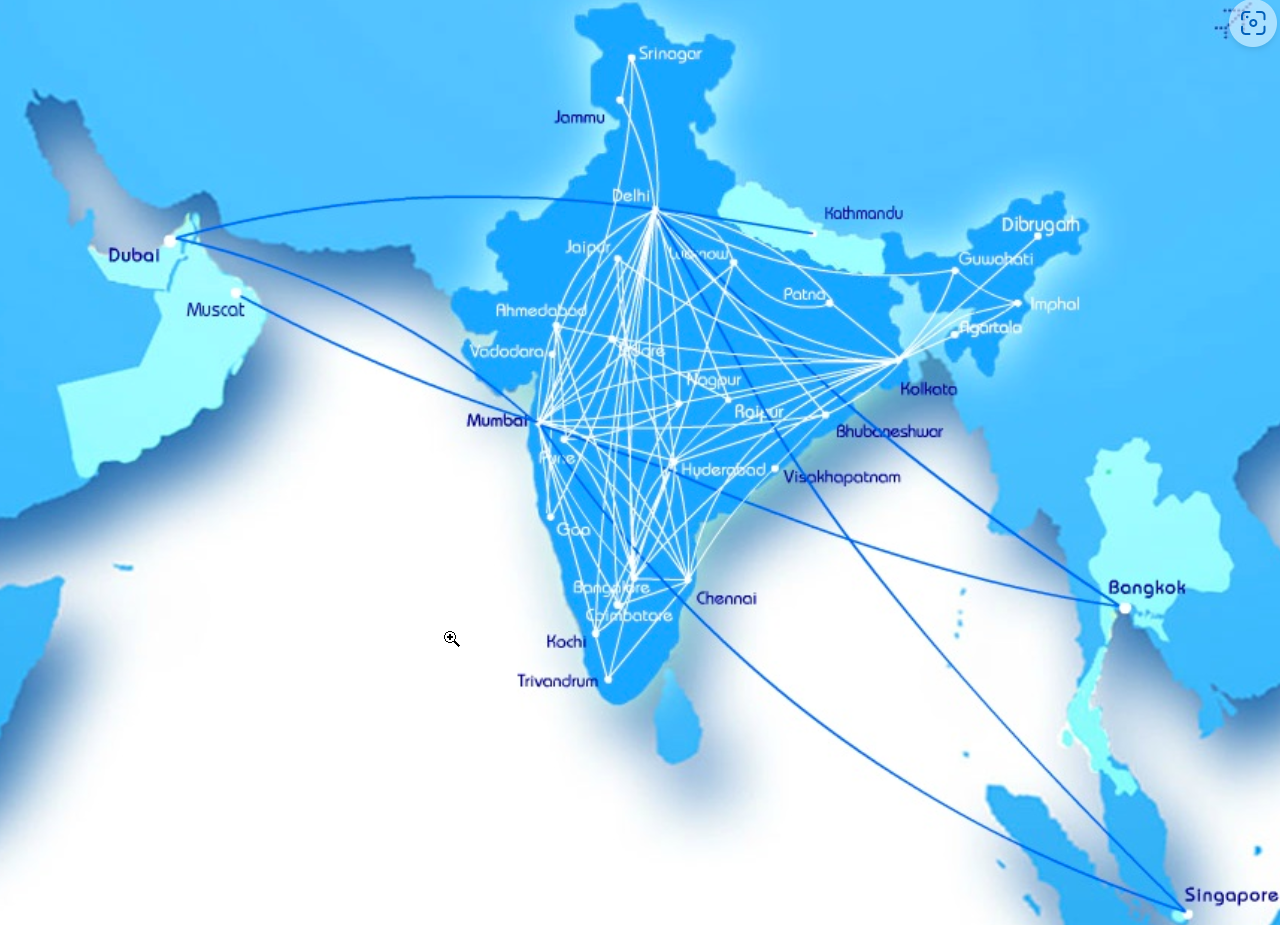 Srinagar
Jammu
Delhi
Kathmandu
Dibrugarh
Dubai
Jaipur
Lucknow
Guwahati
Muscat
Ahmedabad
Patna
Imphal
Agartala
Vadodara
Indore
Nagpur
Kolkata
Mumbai
Raipur
Bhubaneshwar
Pune
Hyderabad
Visakhapatnam
Goa
Bangalore
Chennai
Bangkok
Coimbatore
Kochi
Trivandrum
Singapore